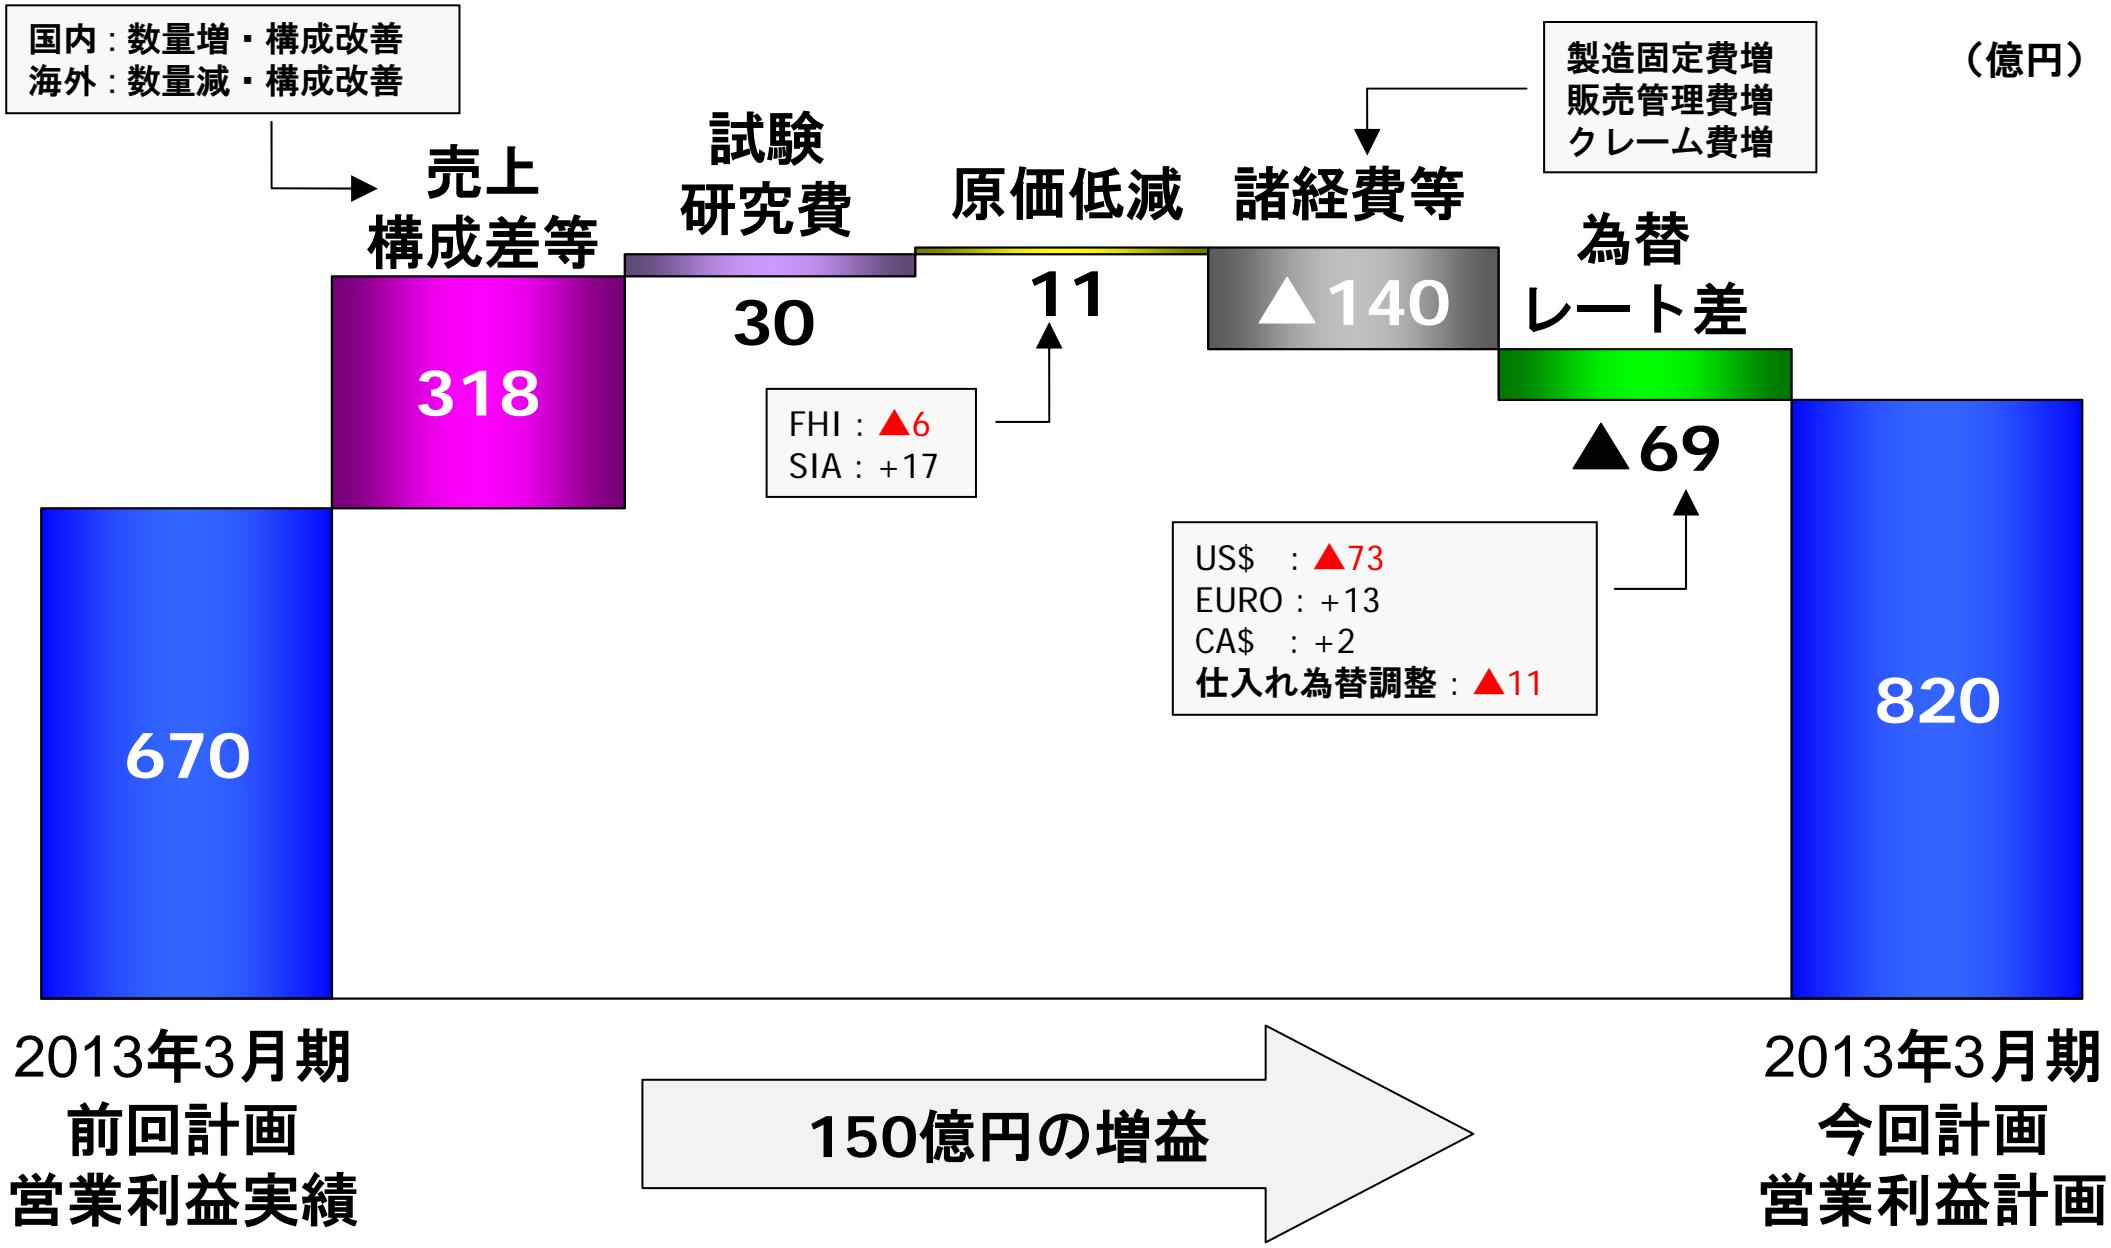 国内 : 数量増・構成改善
海外 : 数量減・構成改善
製造固定費増
販売管理費増
クレーム費増
（億円）
売上
構成差等
試験
研究費
原価低減
諸経費等
為替
レート差
318
30
11
▲140
▲69
FHI : ▲6
SIA : +17
US$ : ▲73
EURO : +13
CA$ : +2
仕入れ為替調整 : ▲11
670
820
2013年3月期
前回計画
営業利益実績
150億円の増益
2013年3月期
今回計画
営業利益計画